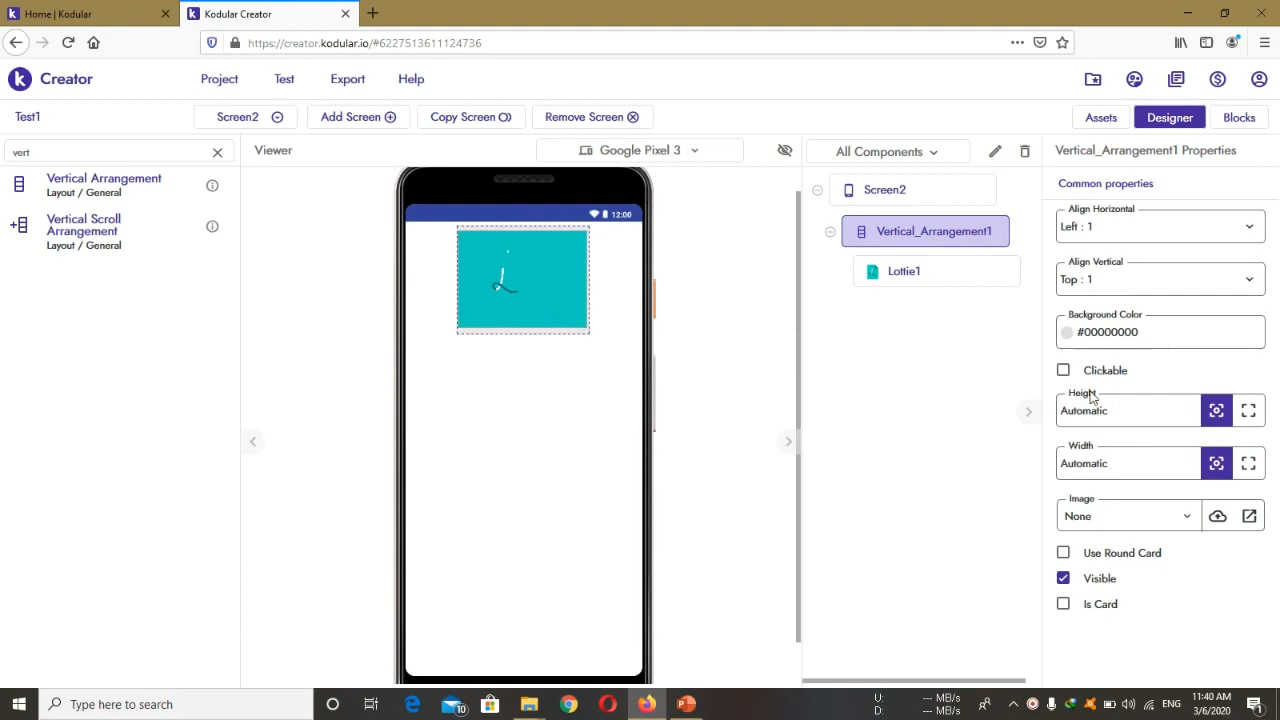 Home | Kodular
Kodular Creator
https://creator.kodular.io/#6227513611124736
Creator
Project
Test
Export
Help
Test1
Screen2
Add Screen
Copy Screen
Remove Screen
Assets
Designer
Blocks
vert
Viewer
Google Pixel 3
All Components
Vertical_Arrangement1 Properties
Vertical Arrangement
Layout / General
Vertical Scroll
Arrangement
Layout / General
12:00
Screen2
Vertical_Arrangement1
Lottie1
Common properties
Align Horizontal
Left : 1
Align Vertical
Top : 1
Background Color
#00000000
Clickable
Height
Automatic
Width
Automatic
Image
None
Use Round Card
Visible
Is Card
Type here to search
10
U: --- MB/s
D: --- MB/s
ENG
11:40 AM
3/6/2020
1